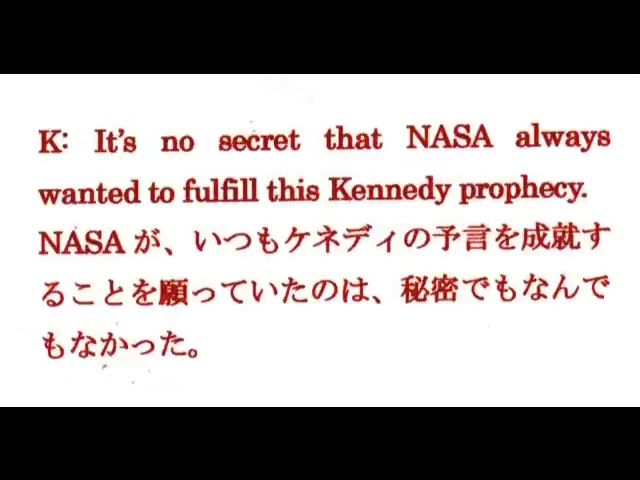 K: It's no secret that NASA always
wanted to fulfill this Kennedy prophecy.
NASA が、いつもケネディの予言を成就す
ることを願っていたのは、秘密でもなんで
もなかった。